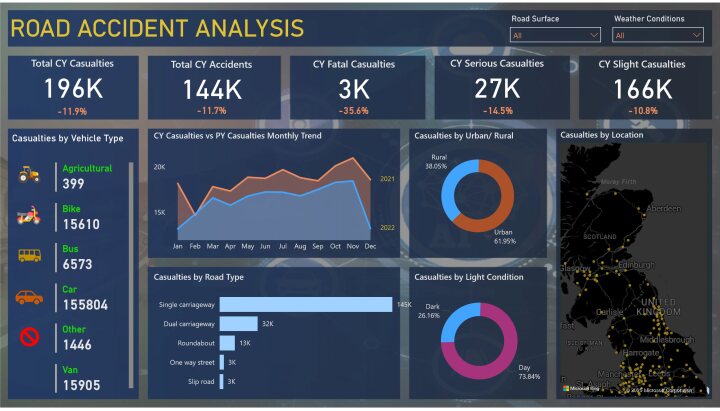 ROAD ACCIDENT ANALYSIS
Road Surface
Weather Conditions
All
All
Total CY Casualties
196K
-11.9%
Total CY Accidents
144K
-11.7%
CY Fatal Casualties
3K
-35.6%
CY Serious Casualties
27K
-14.5%
CY Slight Casualties
166K
-10.8%
Casualties by Vehicle Type
Agricultural
399
Bike
15610
Bus
6573
Car
155804
Other
1446
Van
15905
CY Casualties vs PY Casualties Monthly Trend
20K
15K
2021
2022
Jan Feb Mar Apr May Jun Jul Aug Sep Oct Nov Dec
Casualties by Road Type
Single carriageway 145K
Dual carriageway 32K
Roundabout 13K
One way street 3K
Slip road 3K
Casualties by Urban/ Rural
Rural
38.05%
Urban
61.95%
Casualties by Light Condition
Dark
26.16%
Day
73.84%
Casualties by Location
Moray Firth
Aberdeen
SCOTLAND
Edinburgh
Glasgow
UNITED
KINGDOM
Carlisle
ISLE OF MAN
Middlesbrough
Harrogate
Leeds
Microsoft Bing